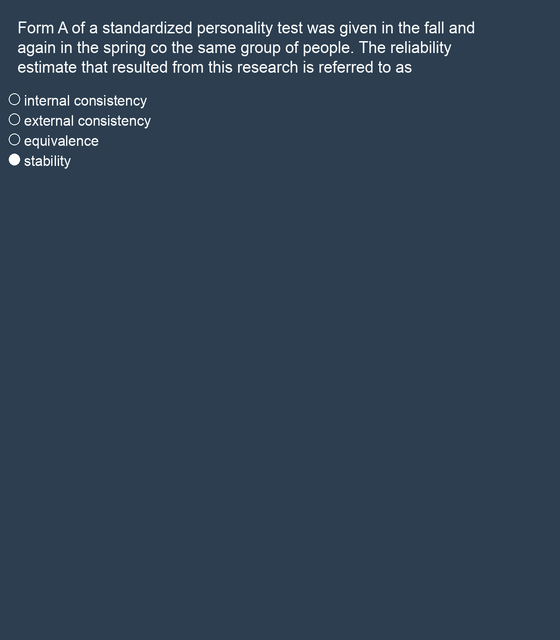 Form A of a standardized personality test was given in the fall and
again in the spring co the same group of people. The reliability
estimate that resulted from this research is referred to as
internal consistency
external consistency
equivalence
stability